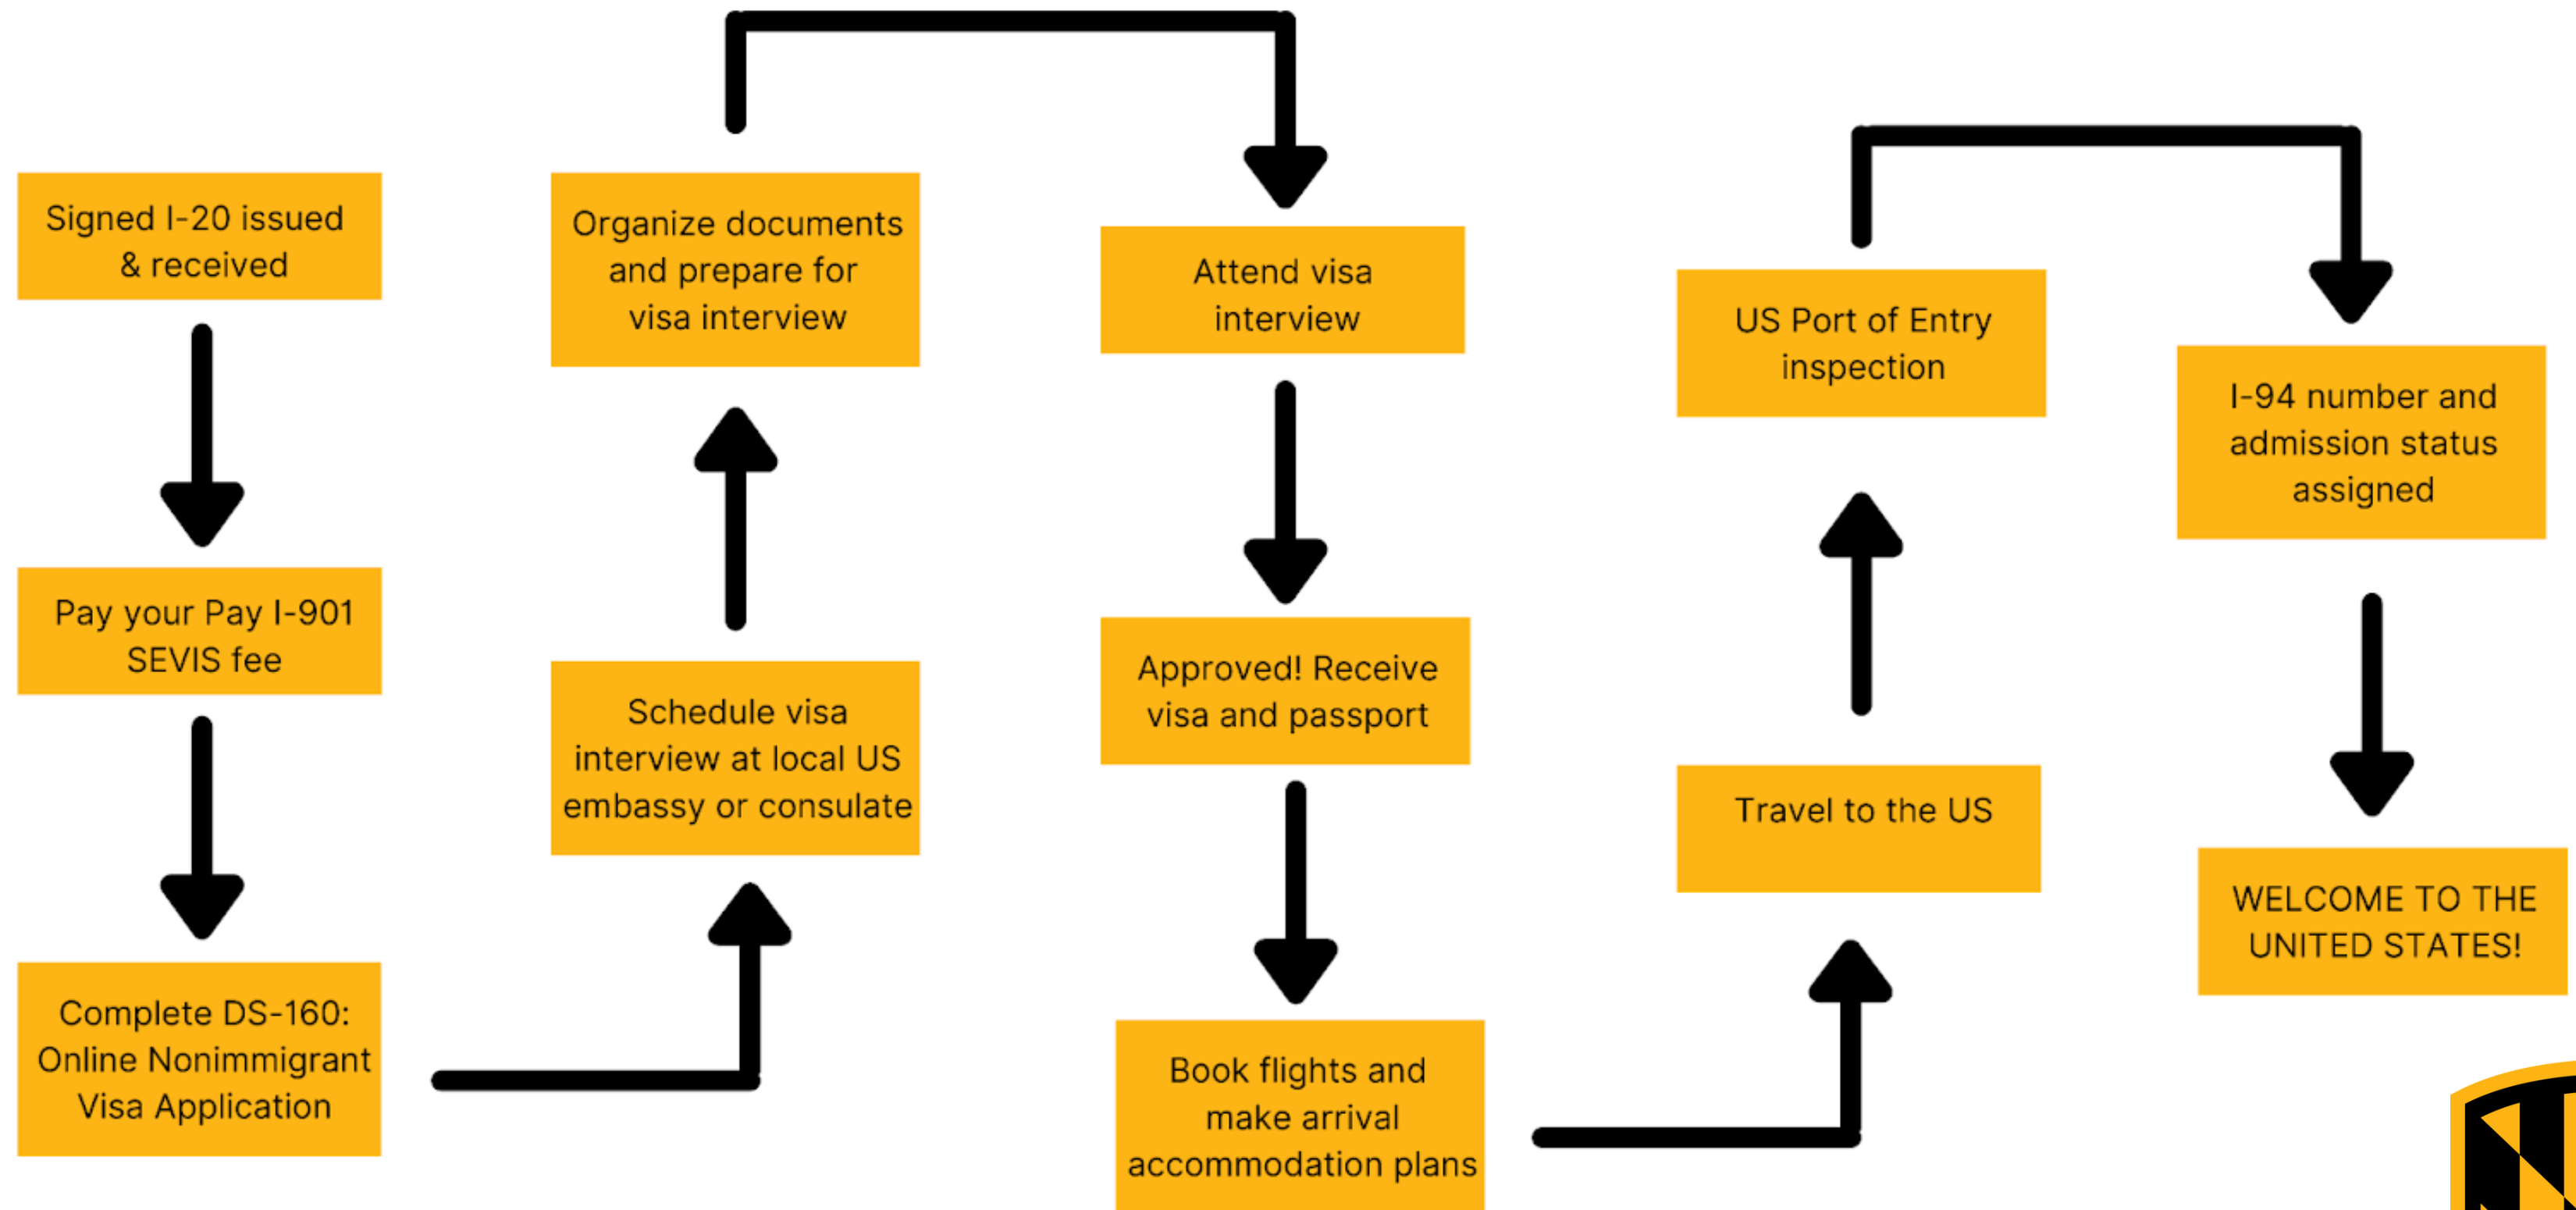 Signed I-20 issued
& received
Pay your Pay I-901
SEVIS fee
Complete DS-160:
Online Nonimmigrant
Visa Application
Schedule visa
interview at local US
embassy or consulate
Organize documents
and prepare for
visa interview
Attend visa
interview
Approved! Receive
visa and passport
Book flights and
make arrival
accommodation plans
Travel to the US
US Port of Entry
inspection
I-94 number and
admission status
assigned
WELCOME TO THE
UNITED STATES!